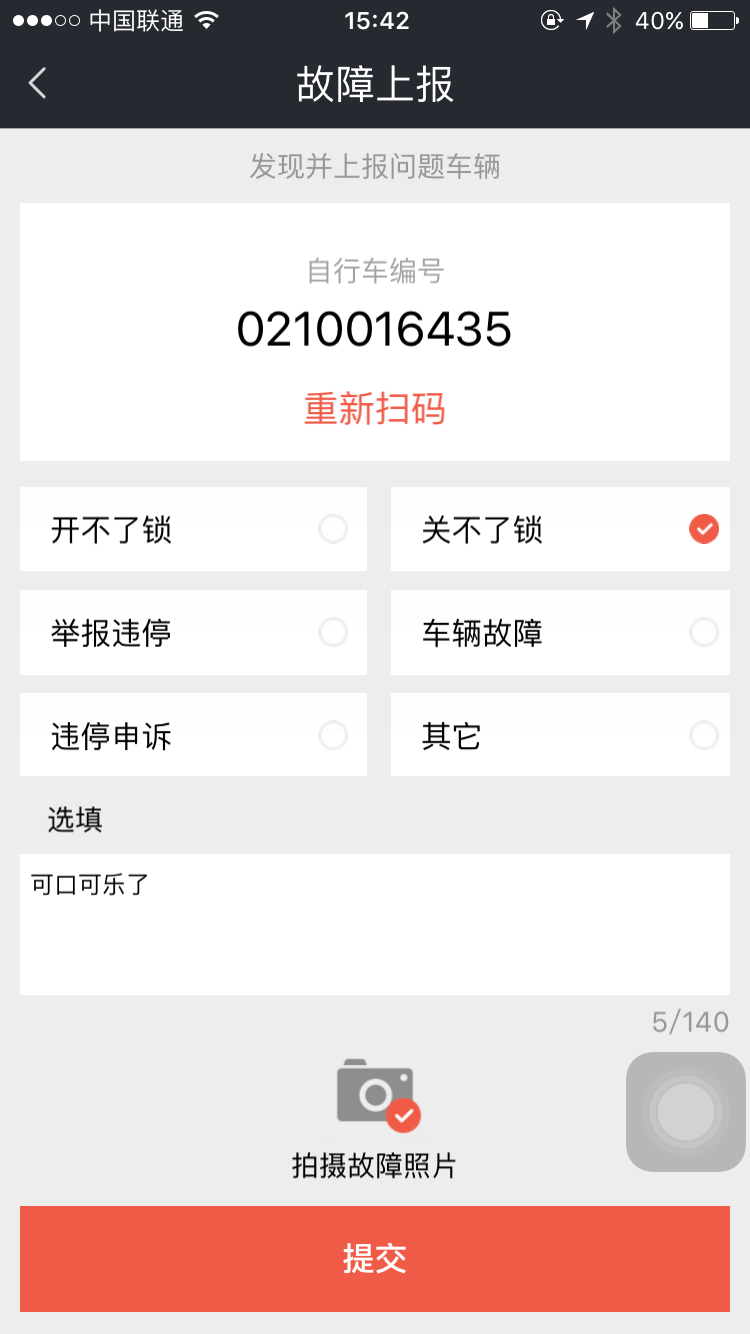 中国联通 15:42 40%
故障上报
发现并上报问题车辆
自行车编号
0210016435
重新扫码
开不了锁 关不了锁
举报违停 车辆故障
违停申诉 其它
选填
可口可乐了
5/140
拍摄故障照片
提交